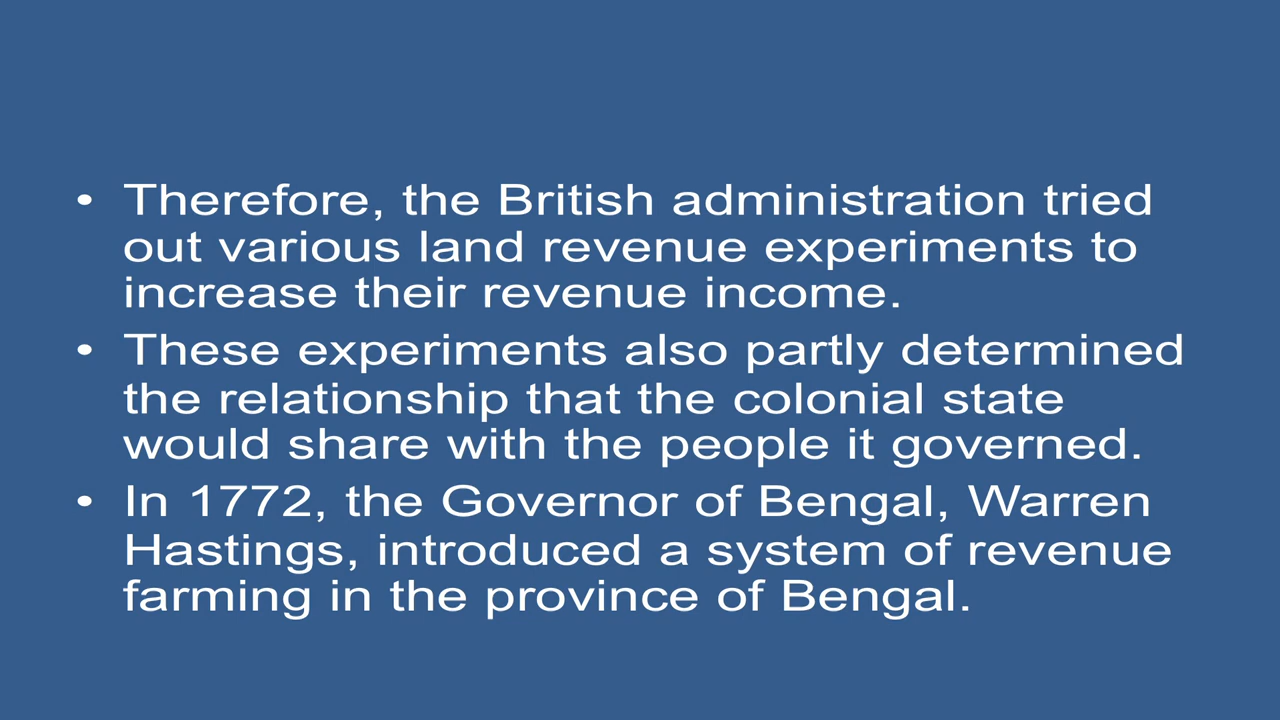 • Therefore, the British administration tried
out various land revenue experiments to
increase their revenue income.
• These experiments also partly determined
the relationship that the colonial state
would share with the people it governed.
• In 1772, the Governor of Bengal, Warren
Hastings, introduced a system of revenue
farming in the province of Bengal.